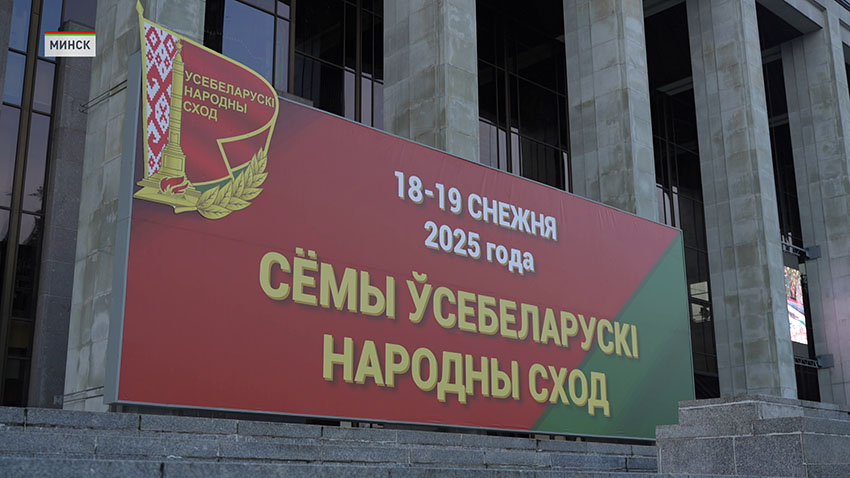 МИНСК
УСЕБЕЛАРУСКІ
НАРОДНЫ
СХОД
18-19 СНЕЖНЯ
2025 года
СЁМЫ ЎСЕБЕЛАРУСКІ
НАРОДНЫ СХОД